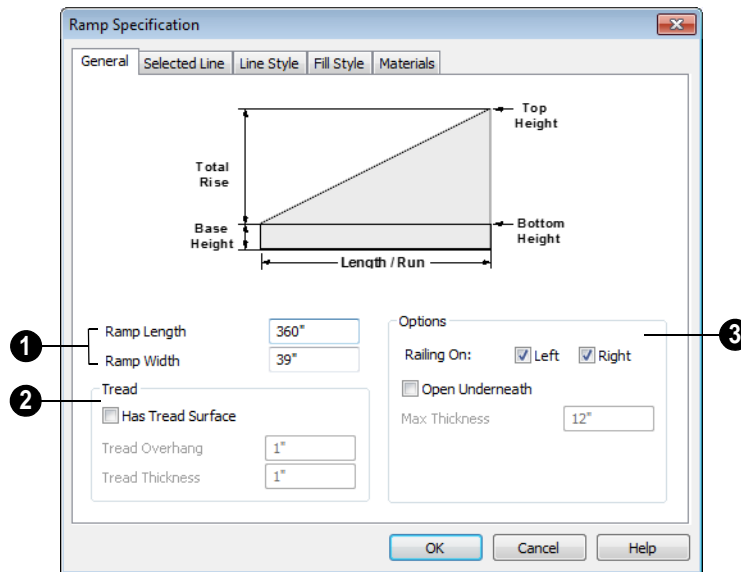 Ramp Specification
General Selected Line Line Style Fill Style Materials
Top
Height
Total
Rise
Base
Height
Bottom
Height
Length / Run
1
Ramp Length 360"
Ramp Width 39"
2
Tread
Has Tread Surface
Tread Overhang 1"
Tread Thickness 1"
Options
3
Railing On: Left Right
Open Underneath
Max Thickness 12"
OK Cancel Help